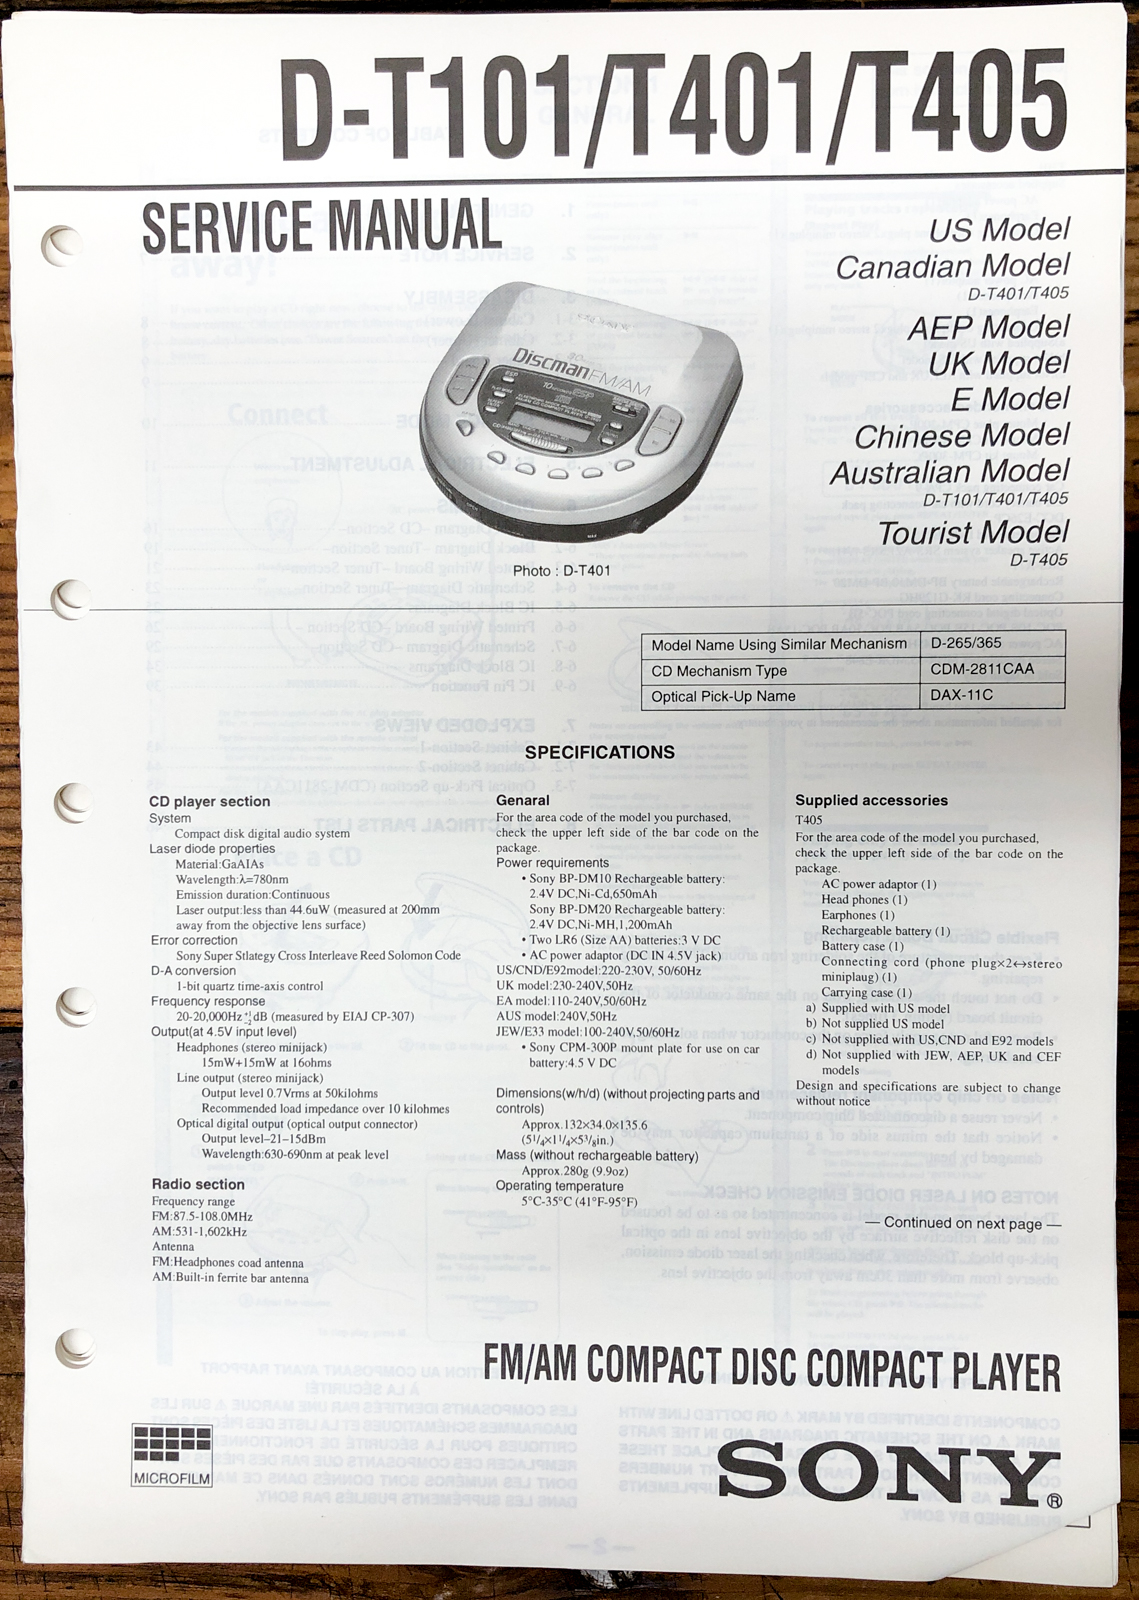 D-T101/T401/T405
SERVICE MANUAL
US Model
Canadian Model
D-T401/T405
AEP Model
UK Model
E Model
Chinese Model
Australian Model
D-T101/T401/T405
Tourist Model
D-T405
Discman FM/AM
ESP
Photo : D-T401
Model Name Using Similar Mechanism D-265/365
CD Mechanism Type CDM-2811CAA
Optical Pick-Up Name DAX-11C
SPECIFICATIONS
CD player section
System
Compact disk digital audio system
Laser diode properties
Material:GaAIAs
Wavelength:λ=780nm
Emission duration:Continuous
Laser output:less than 44.6uW (measured at 200mm
away from the objective lens surface)
Error correction
Sony Super Stlategy Cross Interleave Reed Solomon Code
D-A conversion
1-bit quartz time-axis control
Frequency response
20-20,000Hz +1 -2 dB (measured by EIAJ CP-307)
Output(at 4.5V input level)
Headphones (stereo minijack)
15mW+15mW at 16ohms
Line output (stereo minijack)
Output level 0.7Vrms at 50kilohms
Recommended load impedance over 10 kilohmes
Optical digital output (optical output connector)
Output level–21–15dBm
Wavelength:630-690nm at peak level
Radio section
Frequency range
FM:87.5-108.0MHz
AM:531-1,602kHz
Antenna
FM:Headphones coad antenna
AM:Built-in ferrite bar antenna
Genaral
For the area code of the model you purchased,
check the upper left side of the bar code on the
package.
Power requirements
• Sony BP-DM10 Rechargeable battery:
2.4V DC,Ni-Cd,650mAh
Sony BP-DM20 Rechargeable battery:
2.4V DC,Ni-MH,1,200mAh
• Two LR6 (Size AA) batteries:3 V DC
• AC power adaptor (DC IN 4.5V jack)
US/CND/E92model:220-230V, 50/60Hz
UK model:230-240V,50Hz
EA model:110-240V,50/60Hz
AUS model:240V,50Hz
JEW/E33 model:100-240V,50/60Hz
• Sony CPM-300P mount plate for use on car
battery:4.5 V DC
Dimensions(w/h/d) (without projecting parts and
controls)
Approx.132×34.0×135.6
(5 1/4×1 1/4×5 3/8in.)
Mass (without rechargeable battery)
Approx.280g (9.9oz)
Operating temperature
5°C-35°C (41°F-95°F)
Supplied accessories
T405
For the area code of the model you purchased,
check the upper left side of the bar code on the
package.
AC power adaptor (1)
Head phones (1)
Earphones (1)
Rechargeable battery (1)
Battery case (1)
Connecting cord (phone plug×2↔stereo
miniplaug) (1)
Carrying case (1)
a) Supplied with US model
b) Not supplied US model
c) Not supplied with US,CND and E92 models
d) Not supplied with JEW, AEP, UK and CEF
models
Design and specifications are subject to change
without notice
— Continued on next page —
FM/AM COMPACT DISC COMPACT PLAYER
MICROFILM
SONY®